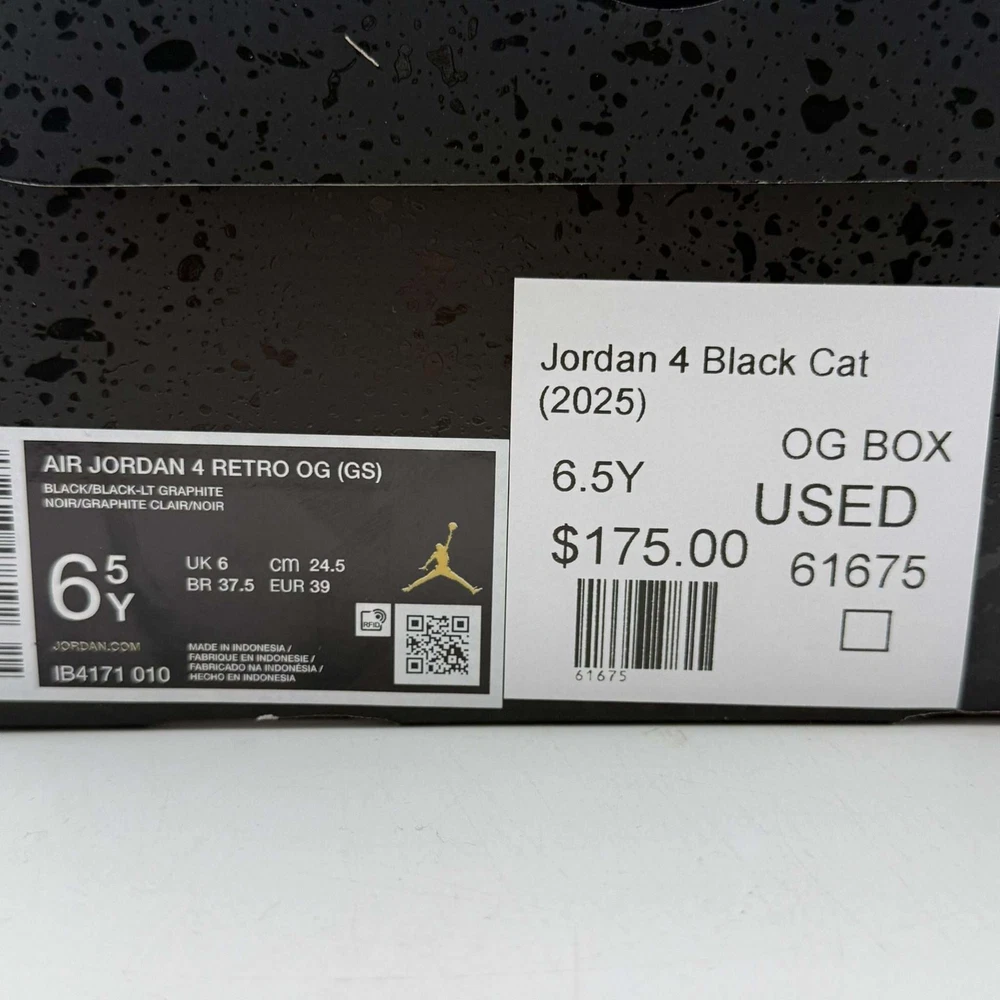 AIR JORDAN 4 RETRO OG (GS)
BLACK/BLACK-LT GRAPHITE
NOIR/GRAPHITE CLAIR/NOIR
6 5 Y
UK 6 cm 24.5
BR 37.5 EUR 39
RFID
JORDAN.COM
IB4171 010
MADE IN INDONESIA /
FABRIQUE EN INDONESIE /
FABRICADO NA INDONÉSIA /
HECHO EN INDONESIA
Jordan 4 Black Cat
(2025)
OG BOX
6.5Y
USED
$175.00
61675
61675